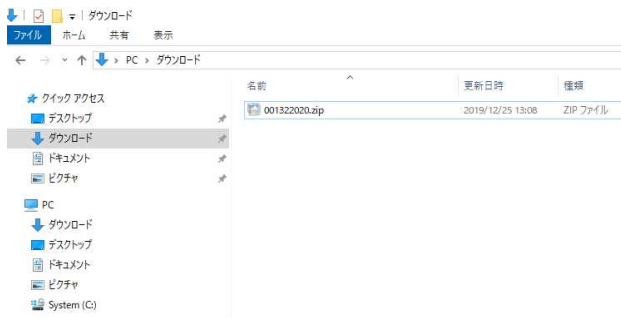 ダウンロード
ファイル ホーム 共有 表示
PC › ダウンロード
名前 更新日時 種類
001322020.zip 2019/12/25 13:08 ZIP ファイル
クイック アクセス
デスクトップ
ダウンロード
ドキュメント
ピクチャ
PC
ダウンロード
デスクトップ
ドキュメント
ピクチャ
System (C:)